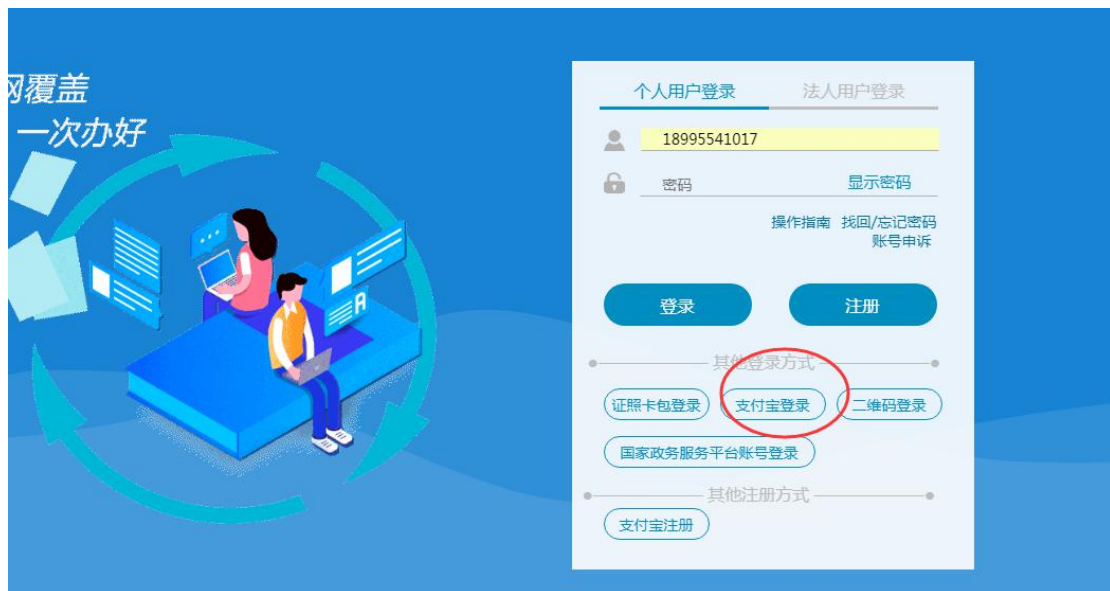 网覆盖
一次办好
个人用户登录 法人用户登录
18995541017
密码 显示密码
操作指南 找回/忘记密码
账号申诉
登录 注册
其他登录方式
证照卡包登录 支付宝登录 二维码登录
国家政务服务平台账号登录
其他注册方式
支付宝注册
R